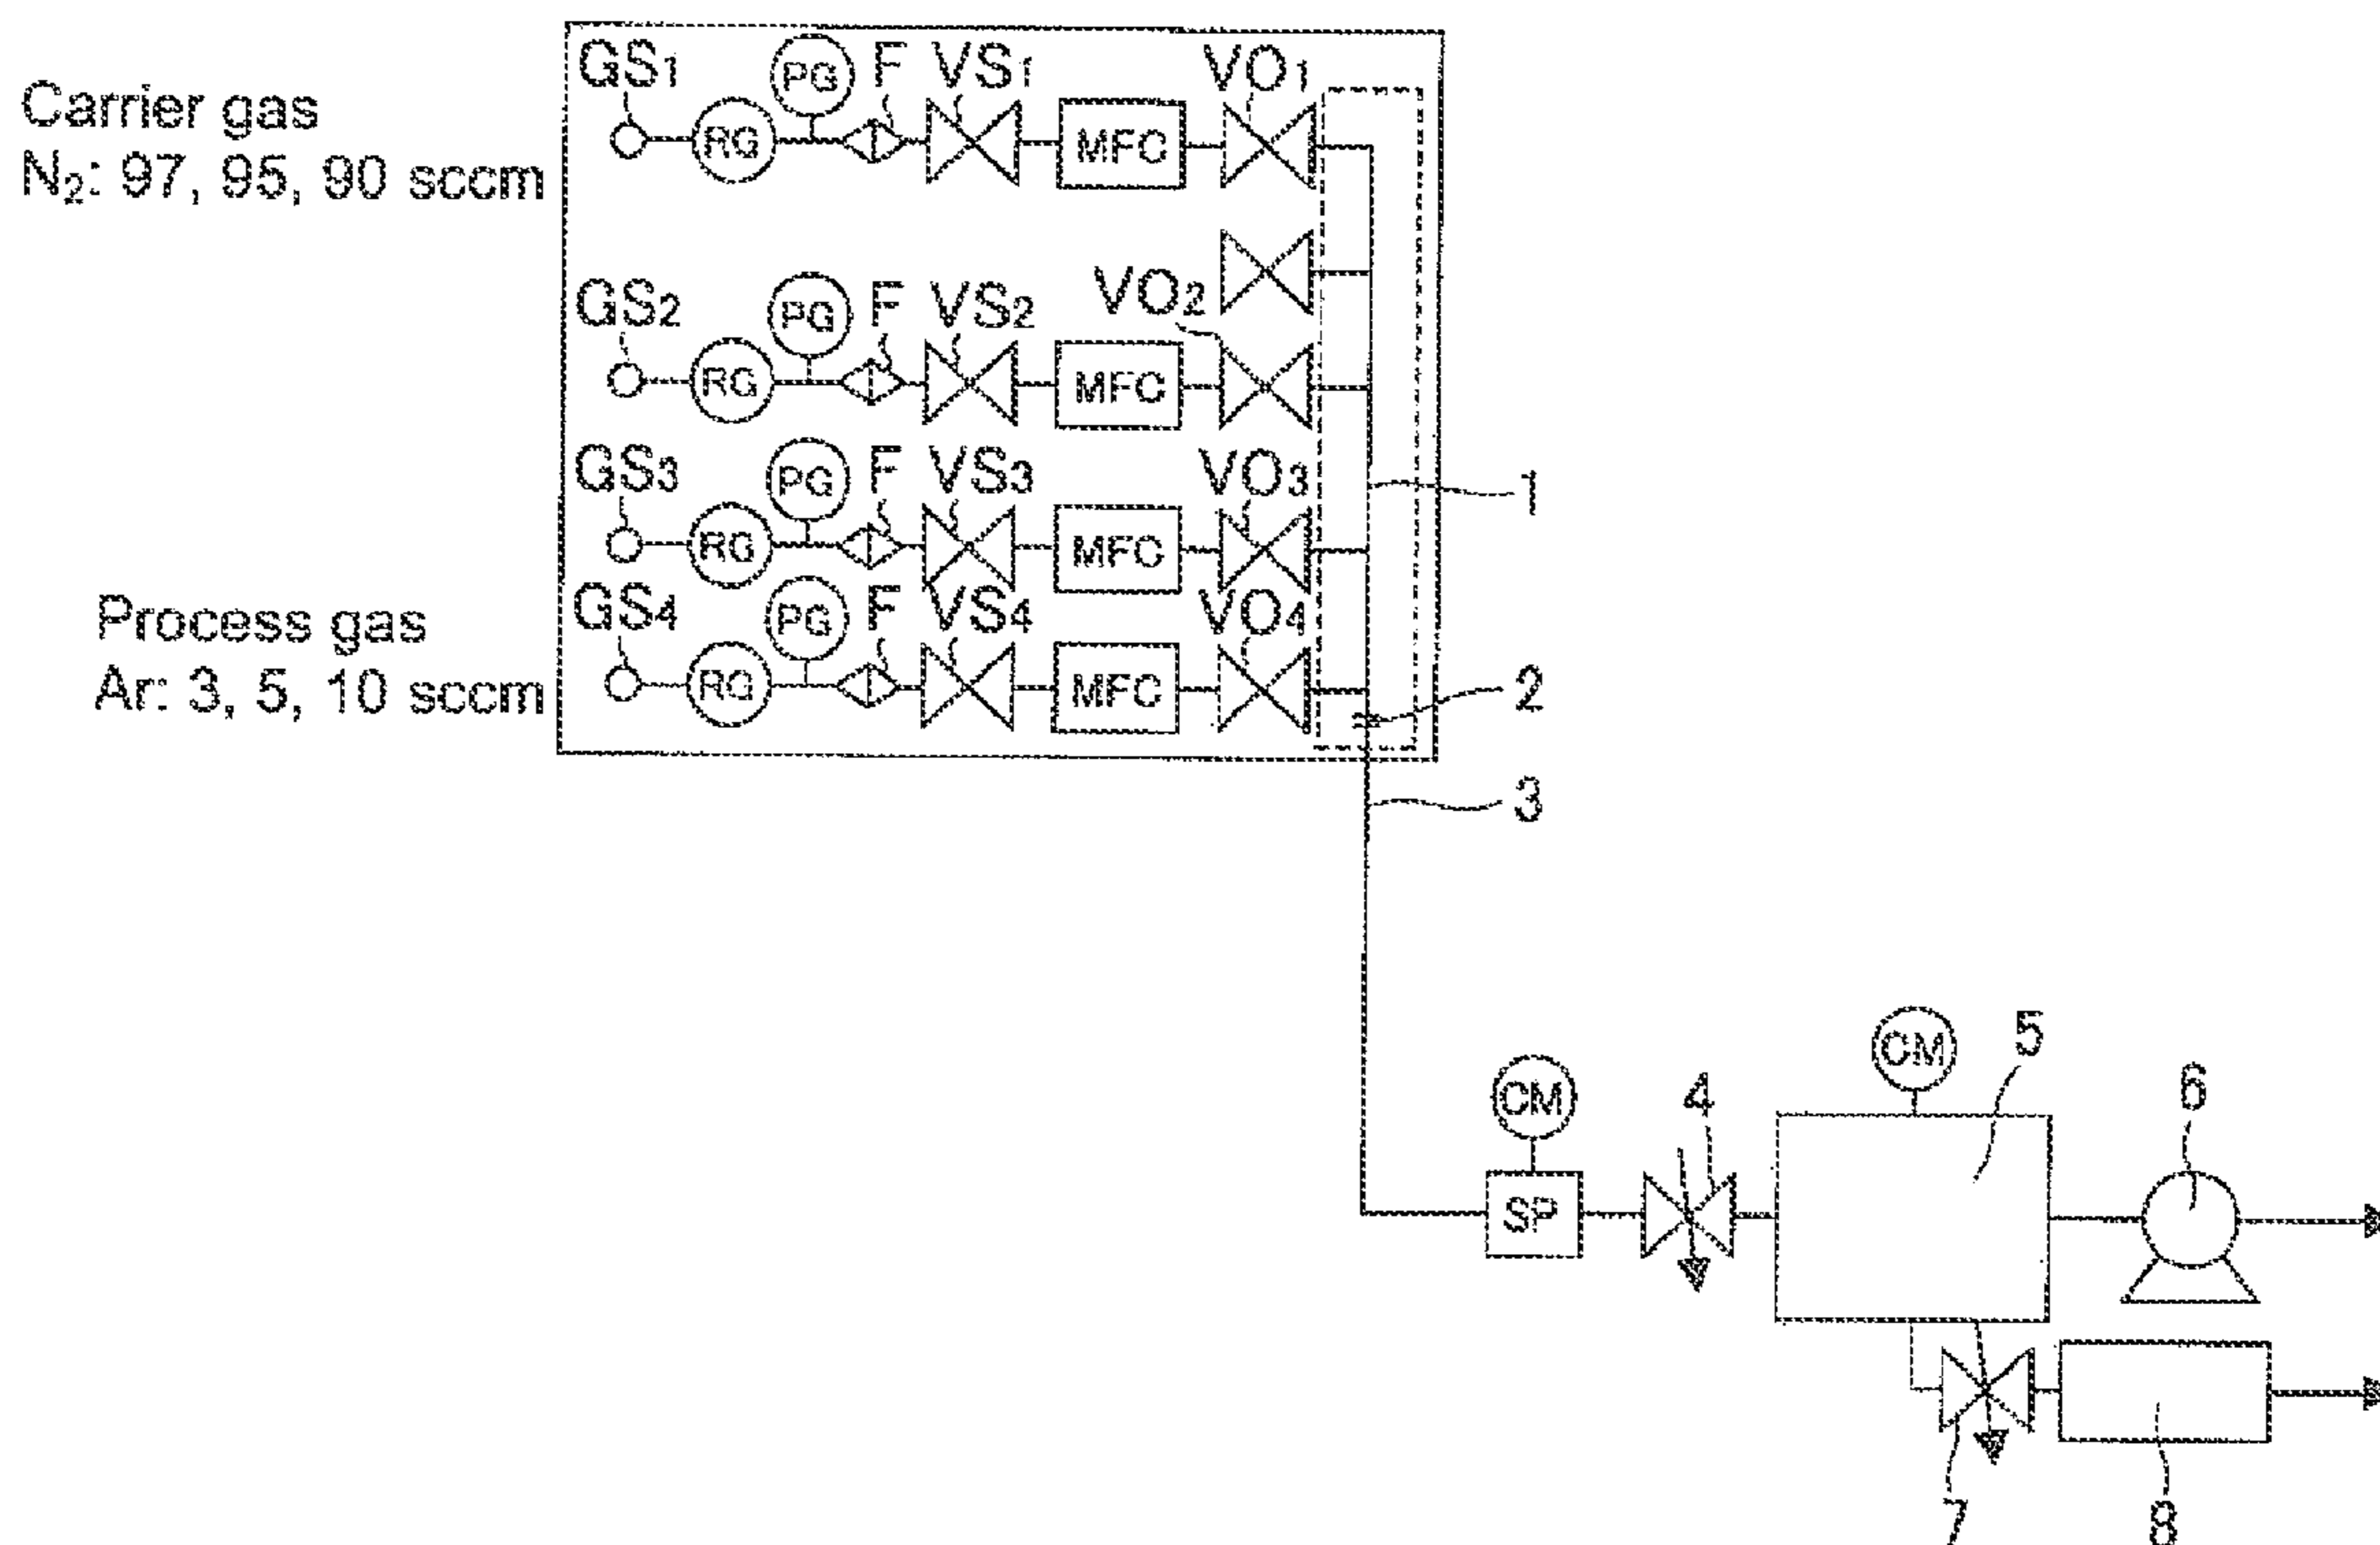 GS1 PG F VS1 VO1
Carrier gas
N2: 97, 95, 90 sccm
RG MFC
GS2 PG F VS2 VO2
RG MFC
GS3 PG F VS3 VO3
1
RG MFC
GS4 PG F VS4 VO4
Process gas
Ar: 3, 5, 10 sccm
RG MFC
2
3
CM 5
CM 4 6
SP
7 8